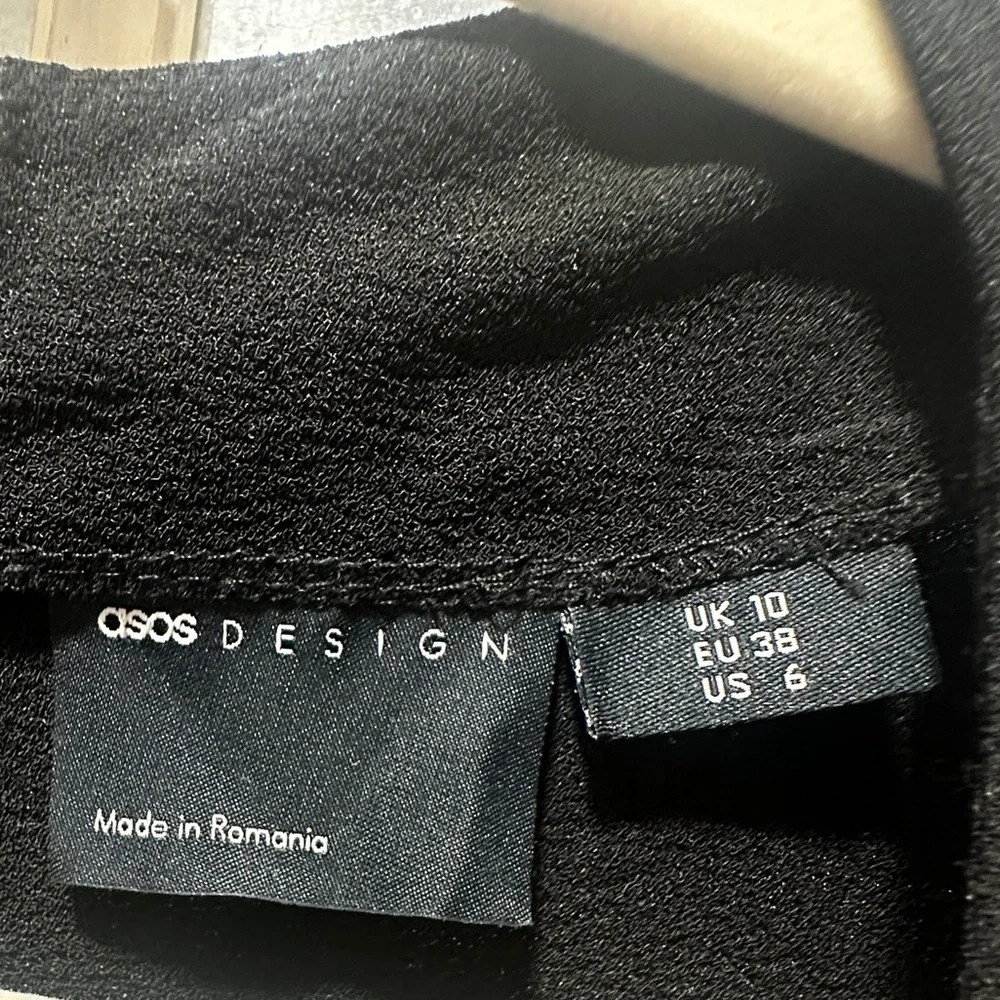 asos DESIGN
Made in Romania
UK 10
EU 38
US 6